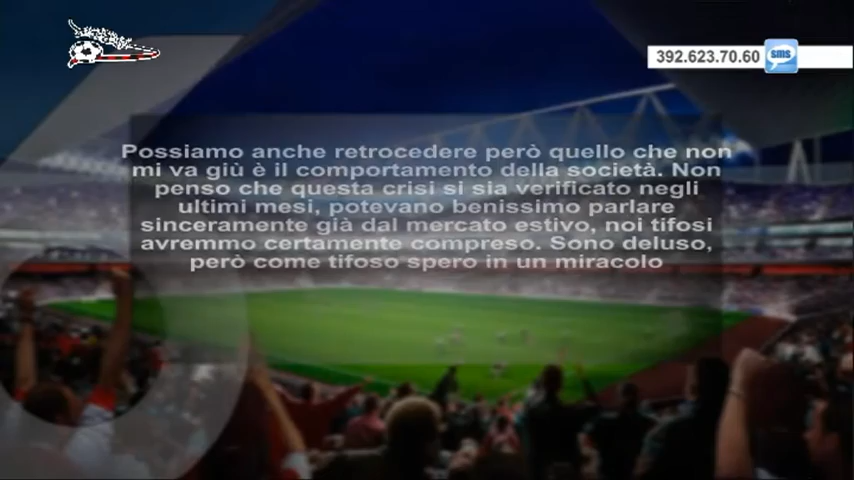 392.623.70.60
sms
Possiamo anche retrocedere però quello che non
mi va giù è il comportamento della società. Non
penso che questa crisi si sia verificato negli
ultimi mesi, potevano benissimo parlare
sinceramente già dal mercato estivo, noi tifosi
avremmo certamente compreso. Sono deluso,
però come tifoso spero in un miracolo